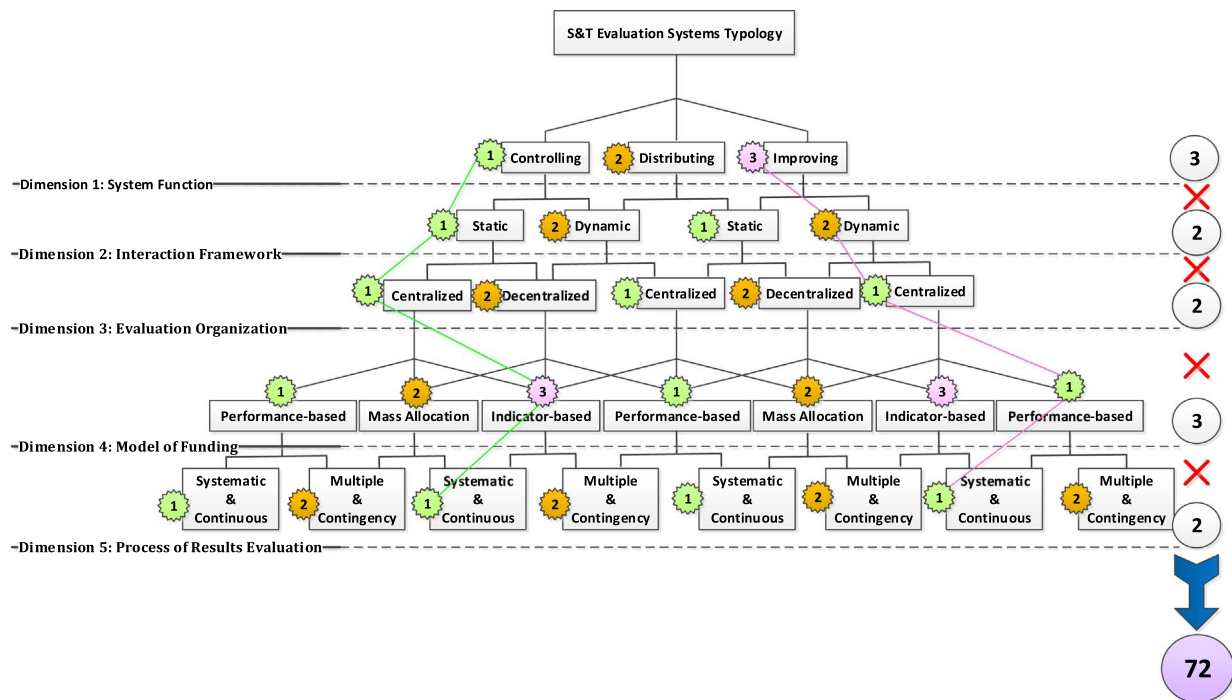 S&T Evaluation Systems Typology
1 Controlling 2 Distributing 3 Improving 3
Dimension 1: System Function
1 Static 2 Dynamic 1 Static 2 Dynamic 2
Dimension 2: Interaction Framework
1 Centralized 2 Decentralized 1 Centralized 2 Decentralized 1 Centralized 2
Dimension 3: Evaluation Organization
1 2 3 1 2 3 1
Performance-based Mass Allocation Indicator-based Performance-based Mass Allocation Indicator-based Performance-based 3
Dimension 4: Model of Funding
Systematic Multiple Systematic Multiple Systematic Multiple Systematic Multiple
1 & 2 & 1 & 2 & 1 & 2 & 1 & 2 &
Continuous Contingency Continuous Contingency Continuous Contingency Continuous Contingency 2
Dimension 5: Process of Results Evaluation
72